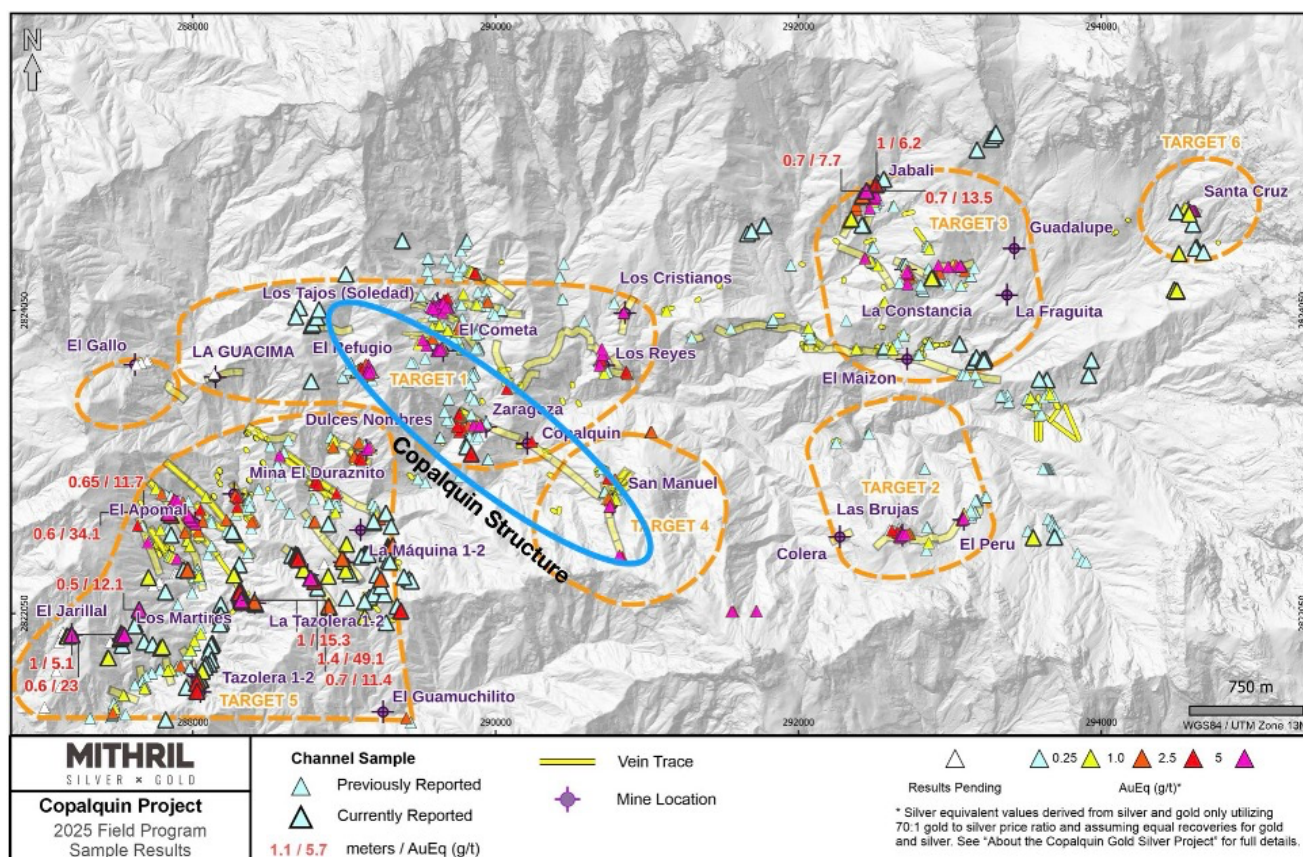 288000
290000
292000
294000
N
TARGET 6
1 / 6.2
Jabali
0.7 / 7.7
Santa Cruz
0.7 / 13.5
TARGET 3
Guadalupe
Los Cristianos
Los Tajos (Soledad)
2824050
2824050
El Cometa
La Constancia
La Fraguita
El Gallo
LA GUACIMA
El Refugio
Los Reyes
TARGET 1
El Maizon
Dulces Nombres
Zaragoza
Copalquin
Copalquin Structure
Mina El Duraznito
0.65 / 11.7
San Manuel
TARGET 2
El Apomal
Las Brujas
TARGET 4
0.6 / 34.1
La Máquina 1-2
Colera
El Peru
0.5 / 12.1
El Jarillal
Los Martires
La Tazolera 1-2
2822050
2822050
1 / 15.3
1 / 5.1
1.4 / 49.1
0.6 / 23
Tazolera 1-2
0.7 / 11.4
TARGET 5
El Guamuchilito
750 m
288000
290000
292000
294000
WGS84 / UTM Zone 13N
MITHRIL
SILVER × GOLD
Copalquin Project
2025 Field Program
Sample Results
Channel Sample
Previously Reported
Currently Reported
1.1 / 5.7 meters / AuEq (g/t)
Vein Trace
Mine Location
0.25 1.0 2.5 5
Results Pending AuEq (g/t)*
* Silver equivalent values derived from silver and gold only utilizing
70:1 gold to silver price ratio and assuming equal recoveries for gold
and silver. See "About the Copalquin Gold Silver Project" for full details.